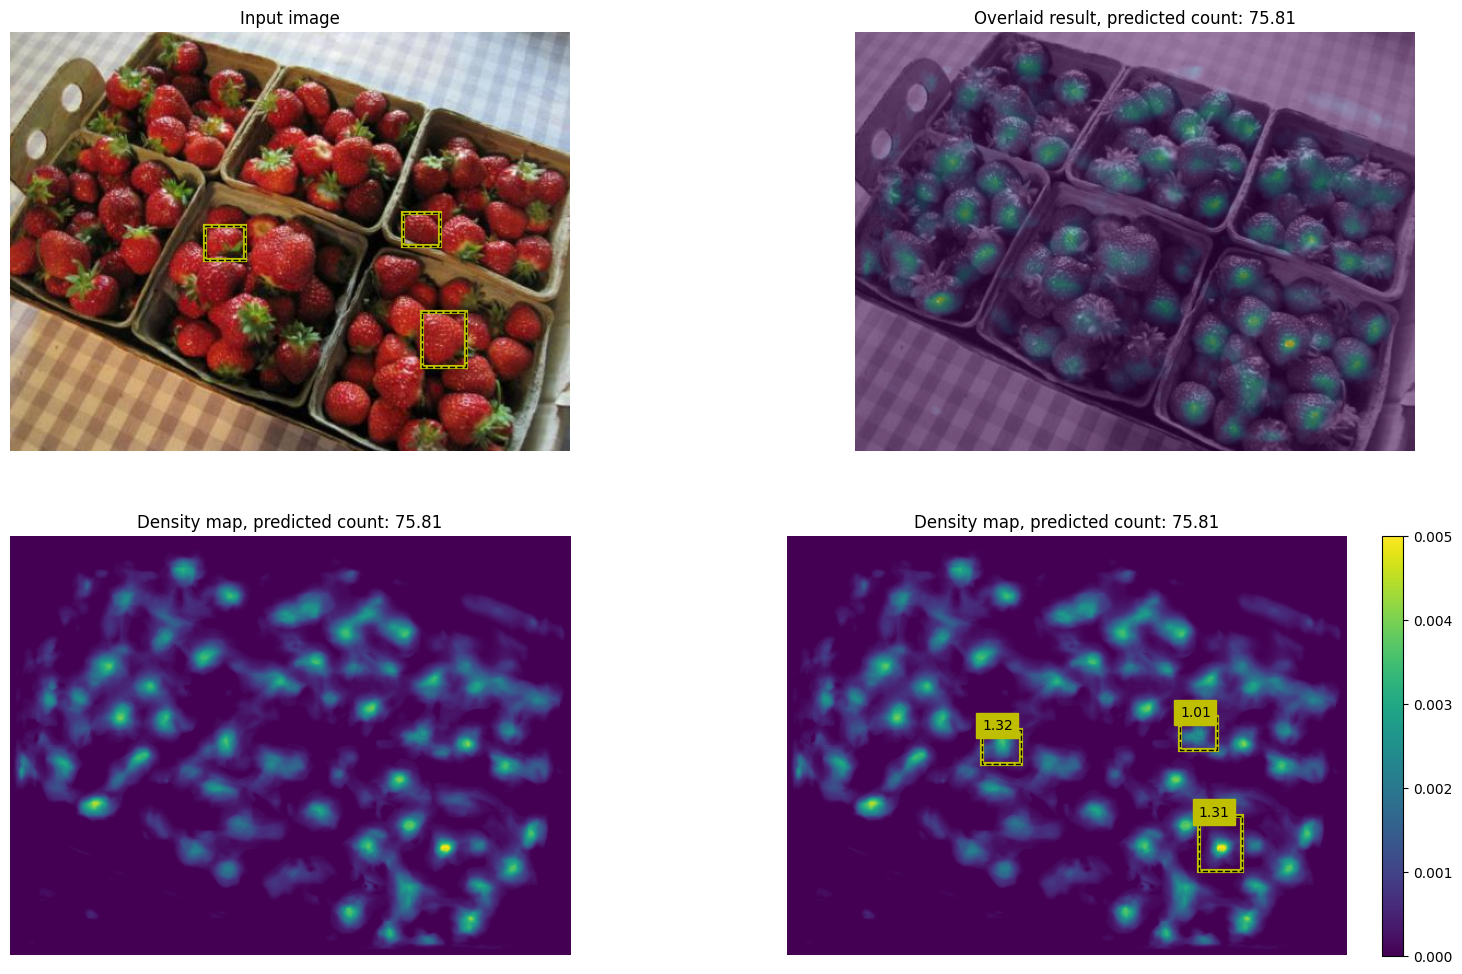 Input image
Overlaid result, predicted count: 75.81
Density map, predicted count: 75.81
Density map, predicted count: 75.81
0.005
0.004
0.003
0.002
0.001
0.000
1.32
1.01
1.31